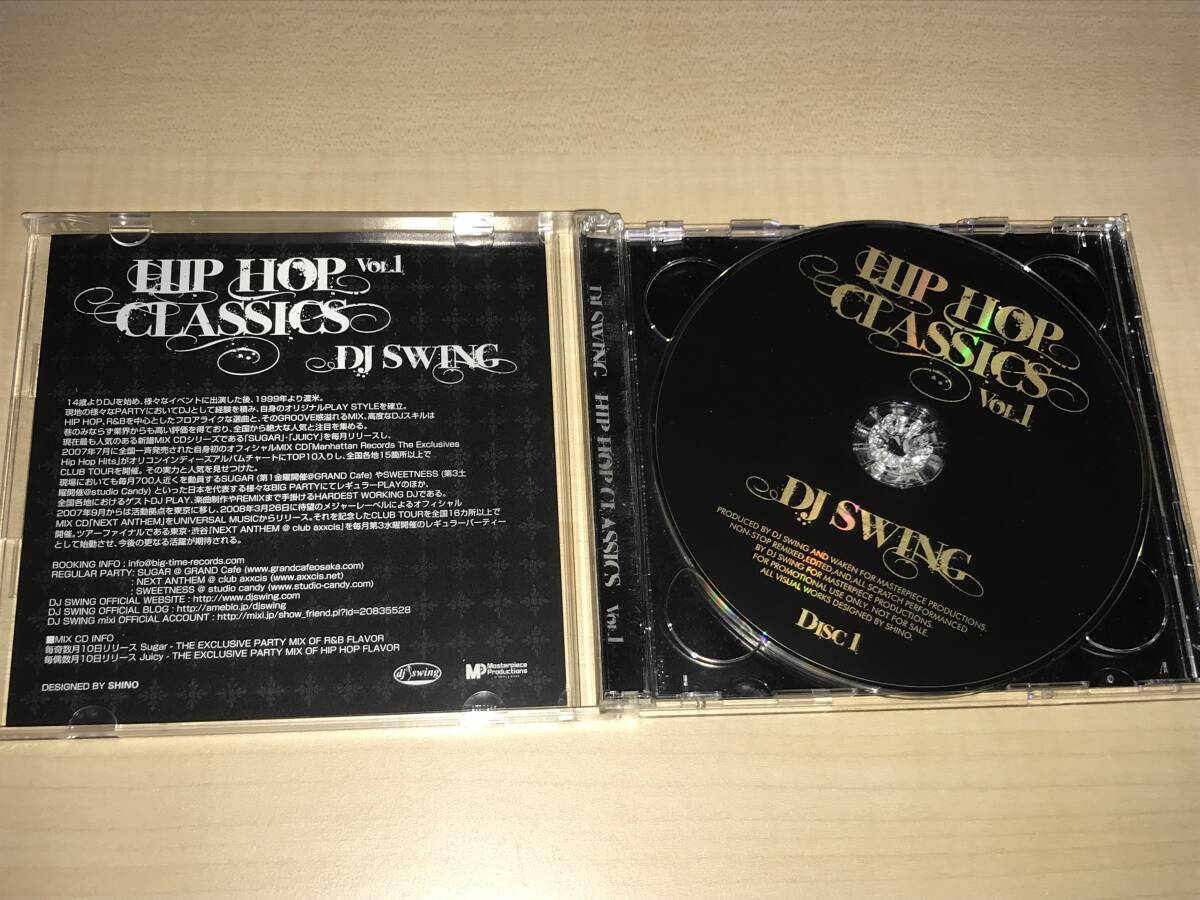 HIP HOP VOL.1
CLASSICS
DJ SWING
14歳よりDJを始め、様々なイベントに出演した後、1999年より渡米。
現地の様々なPARTYにおいてDJとして経験を積み、自身のオリジナルPLAY STYLEを確立。
HIP HOP、R&Bを中心としたフロアライクな選曲と、そのGROOVE感溢れるMIX、高度なDJスキルは
巷のみならず業界からも高い評価を得ており、全国から絶大な人気と注目を集める。
現在最も人気のある新譜MIX CDシリーズである「SUGAR」・「JUICY」を毎月リリースし、
2007年7月に全国一斉発売された自身初のオフィシャルMIX CD「Manhattan Records The Exclusives
Hip Hop Hits」がオリコンインディーズアルバムチャートにTOP10入りし、全国各地15箇所以上で
CLUB TOURを開催。その実力と人気を見せつけた。
現場においても毎月700人近くを動員するSUGAR (第1金曜開催@GRAND Cafe) やSWEETNESS (第3土
曜開催@studio Candy) といった日本を代表する様々なBIG PARTYにてレギュラーPLAYのほか、
全国各地におけるゲストDJ PLAY、楽曲制作やREMIXまで手掛けるHARDEST WORKING DJである。
2007年9月からは活動拠点を東京に移し、2008年3月26日に待望のメジャーレーベルによるオフィシャル
MIX CD「NEXT ANTHEM」をUNIVERSAL MUSICからリリース。それを記念したCLUB TOURを全国16カ所以上で
開催。ツアーファイナルである東京・渋谷「NEXT ANTHEM @ club axxcis」を毎月第3水曜開催のレギュラーパーティー
として始動させ、今後の更なる活躍が期待される。
BOOKING INFO : info@big-time-records.com
REGULAR PARTY: SUGAR @ GRAND Cafe (www.grandcafeosaka.com)
: NEXT ANTHEM @ club axxcis (www.axxcis.net)
: SWEETNESS @ studio candy (www.studio-candy.com)
DJ SWING OFFICIAL WEBSITE : http://www.djswing.com
DJ SWING OFFICIAL BLOG : http://ameblo.jp/djswing
DJ SWING mixi OFFICIAL ACCOUNT : http://mixi.jp/show_friend.pl?id=20835528
■MIX CD INFO
毎奇数月10日リリース Sugar - THE EXCLUSIVE PARTY MIX OF R&B FLAVOR
毎偶数月10日リリース Juicy - THE EXCLUSIVE PARTY MIX OF HIP HOP FLAVOR
DESIGNED BY SHINO
dj swing
MP Masterpiece
Productions
DJ SWING HIP HOP CLASSICS VOL.1
HIP HOP
CLASSICS
VOL.1
DJ SWING
PRODUCED BY DJ SWING AND WAKEN FOR MASTERPIECE PRODUCTIONS.
NON-STOP REMIXED,EDITED,AND ALL SCRATCH PERFORMANCED
BY DJ SWING FOR MASTERPIECE PRODUCTIONS.
FOR PROMOTIONAL USE ONLY. NOT FOR SALE.
ALL VISUAL WORKS DESIGNED BY SHINO.
DISC 1